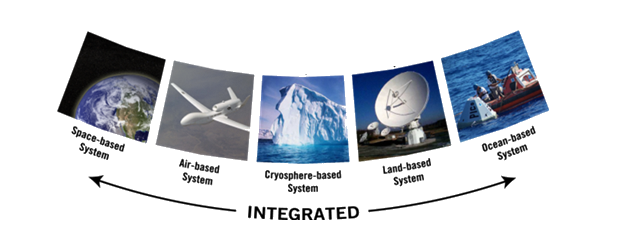 Space-based
System
Air-based
System
Cryosphere-based
System
Land-based
System
Ocean-based
System
INTEGRATED